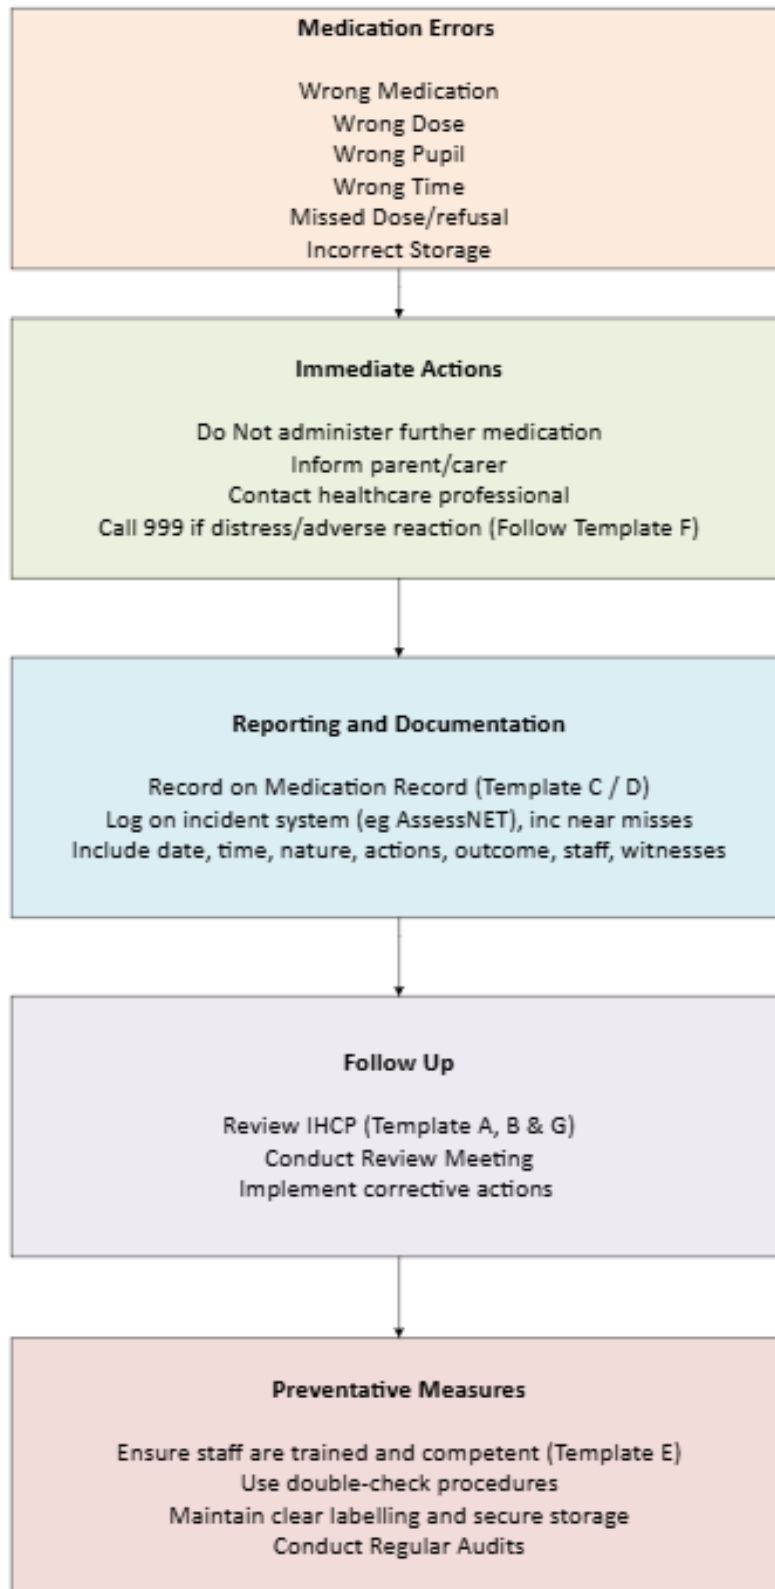 Medication Errors
Wrong Medication
Wrong Dose
Wrong Pupil
Wrong Time
Missed Dose/refusal
Incorrect Storage
Immediate Actions
Do Not administer further medication
Inform parent/carer
Contact healthcare professional
Call 999 if distress/adverse reaction (Follow Template F)
Reporting and Documentation
Record on Medication Record (Template C / D)
Log on incident system (eg AssessNET), inc near misses
Include date, time, nature, actions, outcome, staff, witnesses
Follow Up
Review IHCP (Template A, B & G)
Conduct Review Meeting
Implement corrective actions
Preventative Measures
Ensure staff are trained and competent (Template E)
Use double-check procedures
Maintain clear labelling and secure storage
Conduct Regular Audits